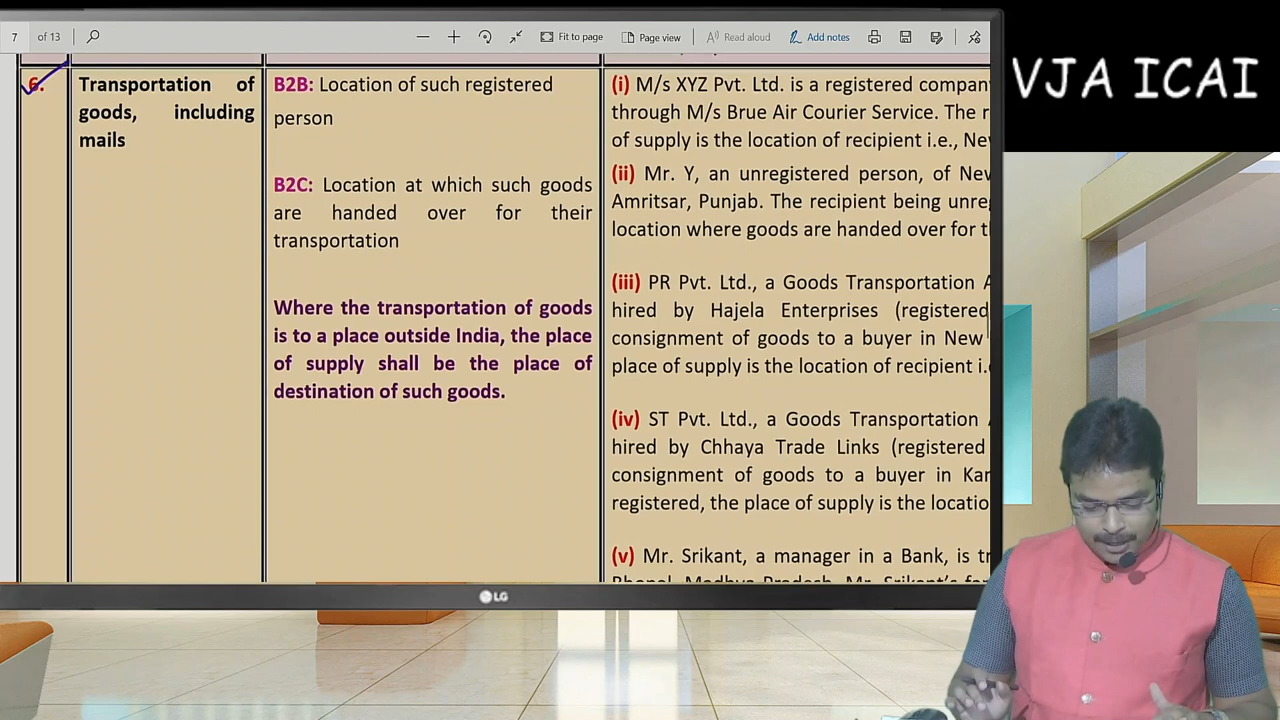 7 of 13 Fit to page Page view Read aloud Add notes
VJA ICAI
6.
Transportation of
goods, including
mails
B2B: Location of such registered
person
B2C: Location at which such goods
are handed over for their
transportation
Where the transportation of goods
is to a place outside India, the place
of supply shall be the place of
destination of such goods.
(i) M/s XYZ Pvt. Ltd. is a registered compan
through M/s Brue Air Courier Service. The r
of supply is the location of recipient i.e., Ne
(ii) Mr. Y, an unregistered person, of Nev
Amritsar, Punjab. The recipient being unre
location where goods are handed over for t
(iii) PR Pvt. Ltd., a Goods Transportation A
hired by Hajela Enterprises (registered
consignment of goods to a buyer in New
place of supply is the location of recipient i.
(iv) ST Pvt. Ltd., a Goods Transportation
hired by Chhaya Trade Links (registered
consignment of goods to a buyer in Kar
registered, the place of supply is the locatio
(v) Mr. Srikant, a manager in a Bank, is tr
Bhopal, Madhya Pradesh. Mr. Srikant's fa
LG